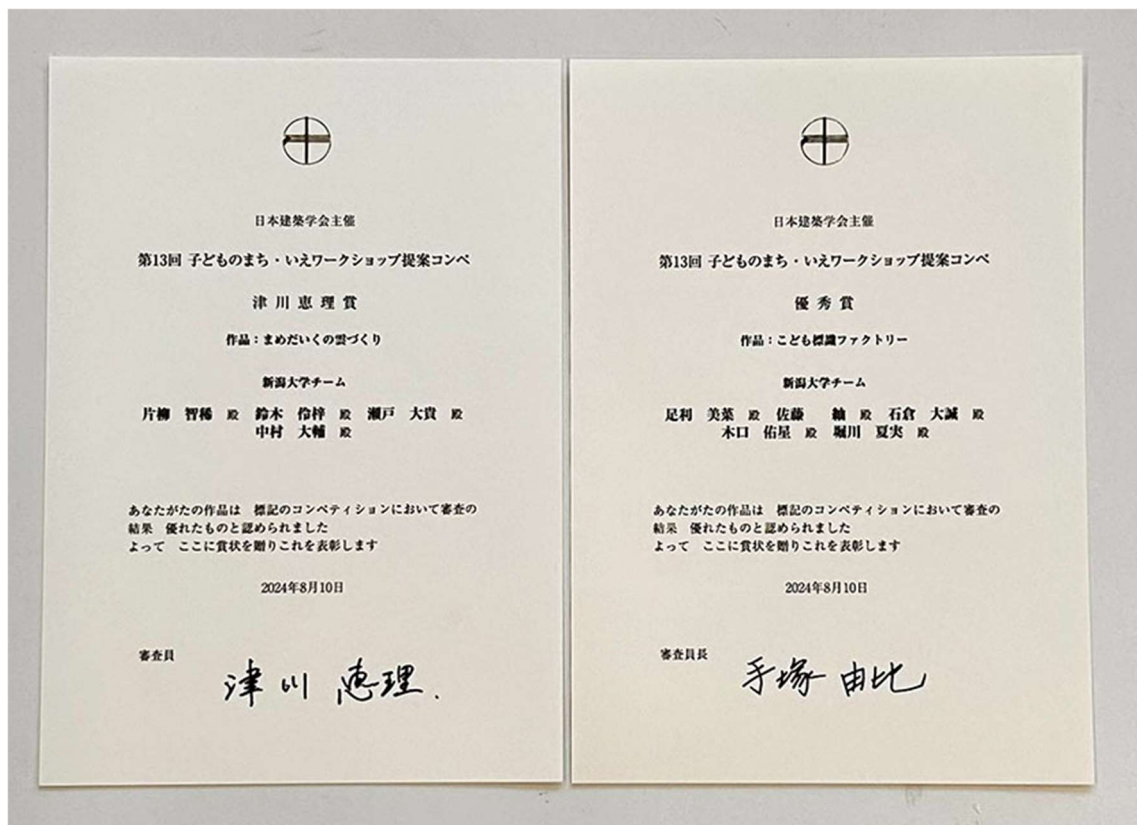 日本建築学会主催
第13回 子どものまち・いえワークショップ提案コンペ
津川恵理賞
作品：まめだいくの雲づくり
新潟大学チーム
片柳 智稀 殿 鈴木 伶梓 殿 瀬戸 大貴 殿
中村 大輔 殿
あなたがたの作品は 標記のコンペティションにおいて審査の
結果 優れたものと認められました
よって ここに賞状を贈りこれを表彰します
2024年8月10日
審査員
津川 恵理.
日本建築学会主催
第13回 子どものまち・いえワークショップ提案コンペ
優秀賞
作品：こども標識ファクトリー
新潟大学チーム
足利 美菜 殿 佐藤 紬 殿 石倉 大誠 殿
木口 佑星 殿 堀川 夏実 殿
あなたがたの作品は 標記のコンペティションにおいて審査の
結果 優れたものと認められました
よって ここに賞状を贈りこれを表彰します
2024年8月10日
審査員長
手塚 由比